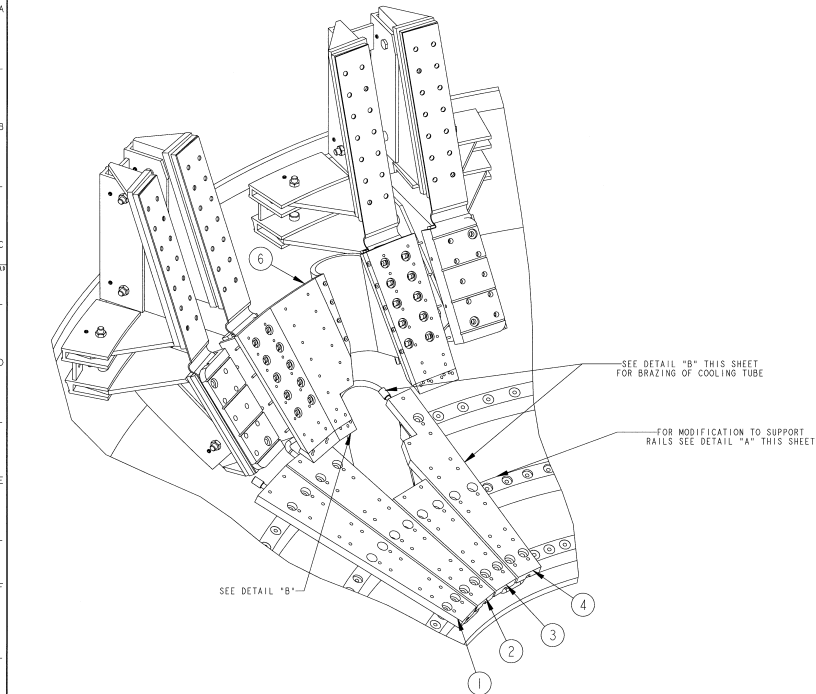 A
B
C
D
E
F
6
SEE DETAIL "B" THIS SHEET
FOR BRAZING OF COOLING TUBE
FOR MODIFICATION TO SUPPORT
RAILS SEE DETAIL "A" THIS SHEET
SEE DETAIL "B"
4
3
2
1